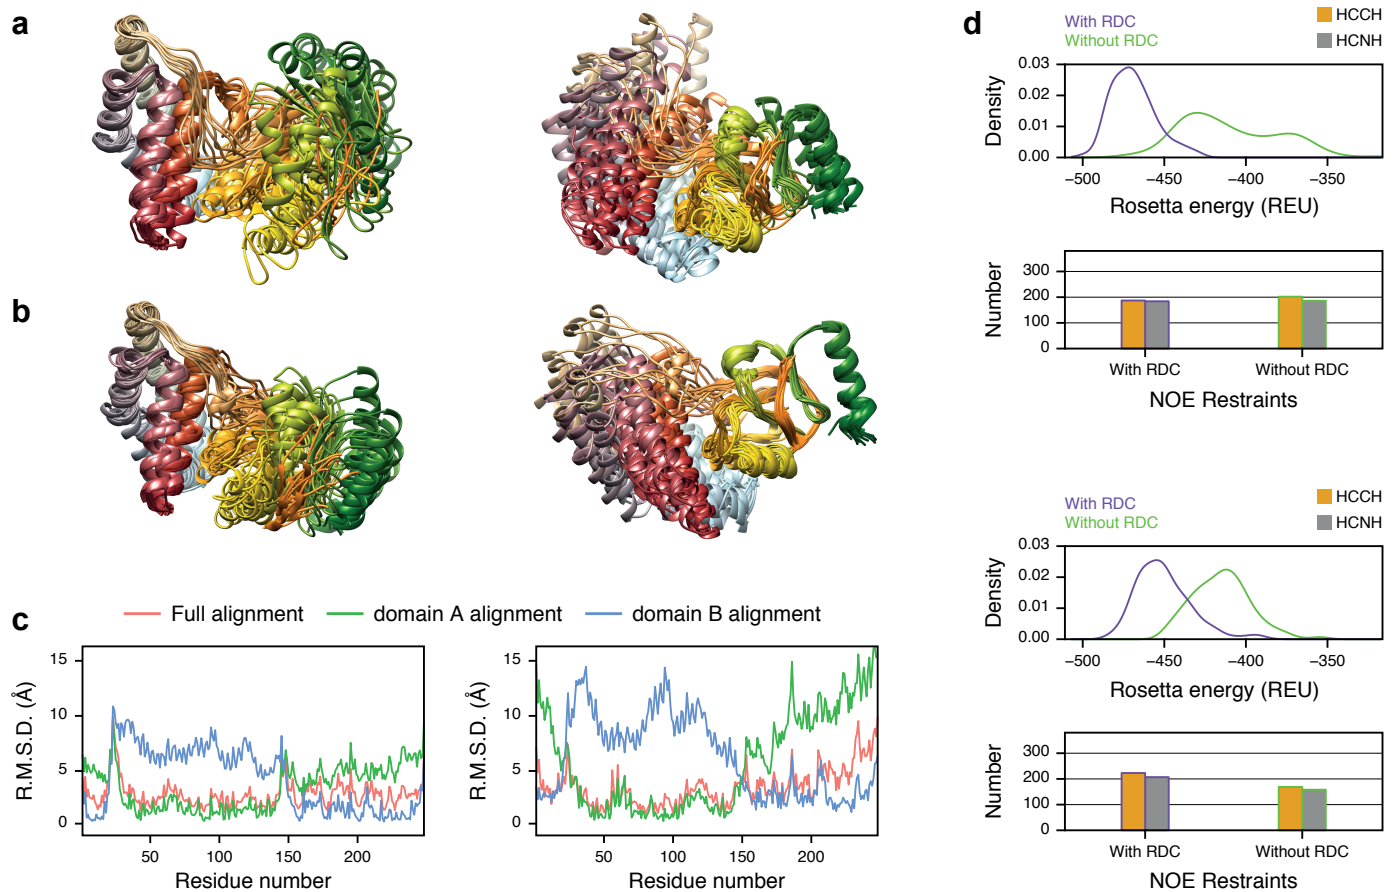 a
b
Full alignment
domain A alignment
domain B alignment
c
R.M.S.D. (Å)
15
10
5
0
50
100
150
200
Residue number
R.M.S.D. (Å)
15
10
5
0
50
100
150
200
Residue number
d
With RDC
Without RDC
HCCH
HCNH
Density
0.03
0.02
0.01
0.00
−500
−450
−400
−350
Rosetta energy (REU)
Number
300
200
100
0
With RDC
Without RDC
NOE Restraints
With RDC
Without RDC
HCCH
HCNH
Density
0.03
0.02
0.01
0.00
−500
−450
−400
−350
Rosetta energy (REU)
Number
300
200
100
0
With RDC
Without RDC
NOE Restraints